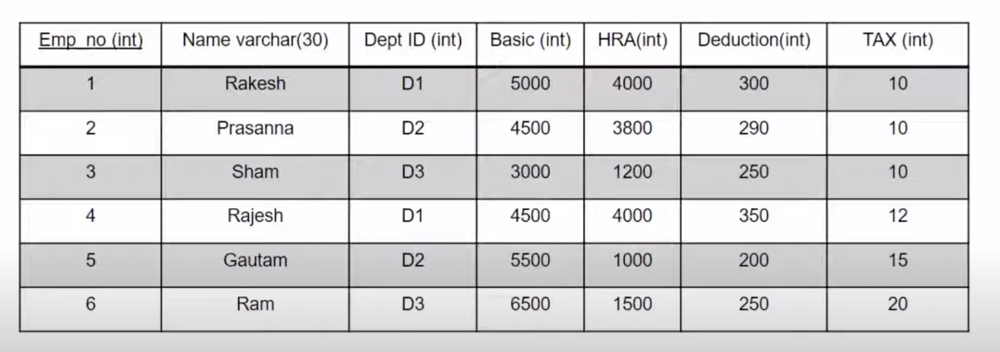 Emp_no (int) Name varchar(30) Dept ID (int) Basic (int) HRA(int) Deduction(int) TAX (int)
1 Rakesh D1 5000 4000 300 10
2 Prasanna D2 4500 3800 290 10
3 Sham D3 3000 1200 250 10
4 Rajesh D1 4500 4000 350 12
5 Gautam D2 5500 1000 200 15
6 Ram D3 6500 1500 250 20